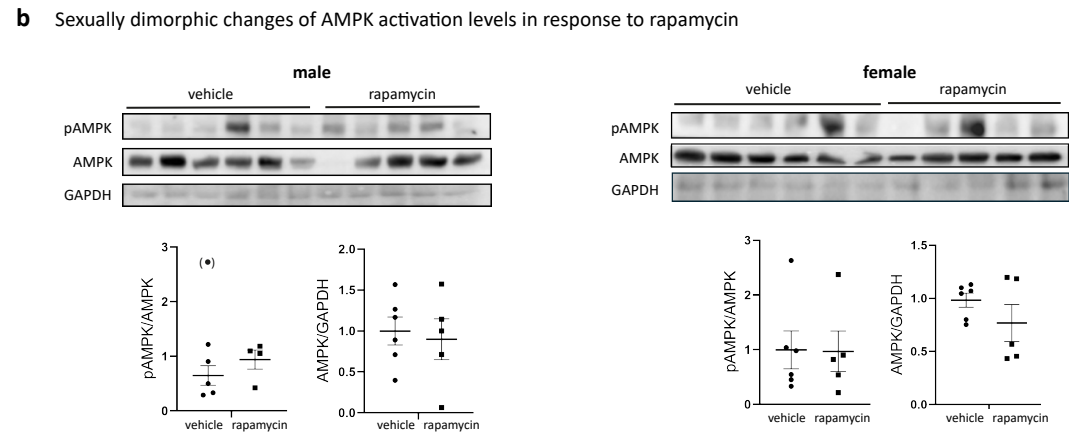 b Sexually dimorphic changes of AMPK activation levels in response to rapamycin
male
vehicle rapamycin
pAMPK
AMPK
GAPDH
female
vehicle rapamycin
pAMPK
AMPK
GAPDH
pAMPK/AMPK
3
2
1
0
(•)
vehicle rapamycin
AMPK/GAPDH
2.0
1.5
1.0
0.5
0.0
vehicle rapamycin
pAMPK/AMPK
3
2
1
0
vehicle rapamycin
AMPK/GAPDH
1.5
1.0
0.5
0.0
vehicle rapamycin